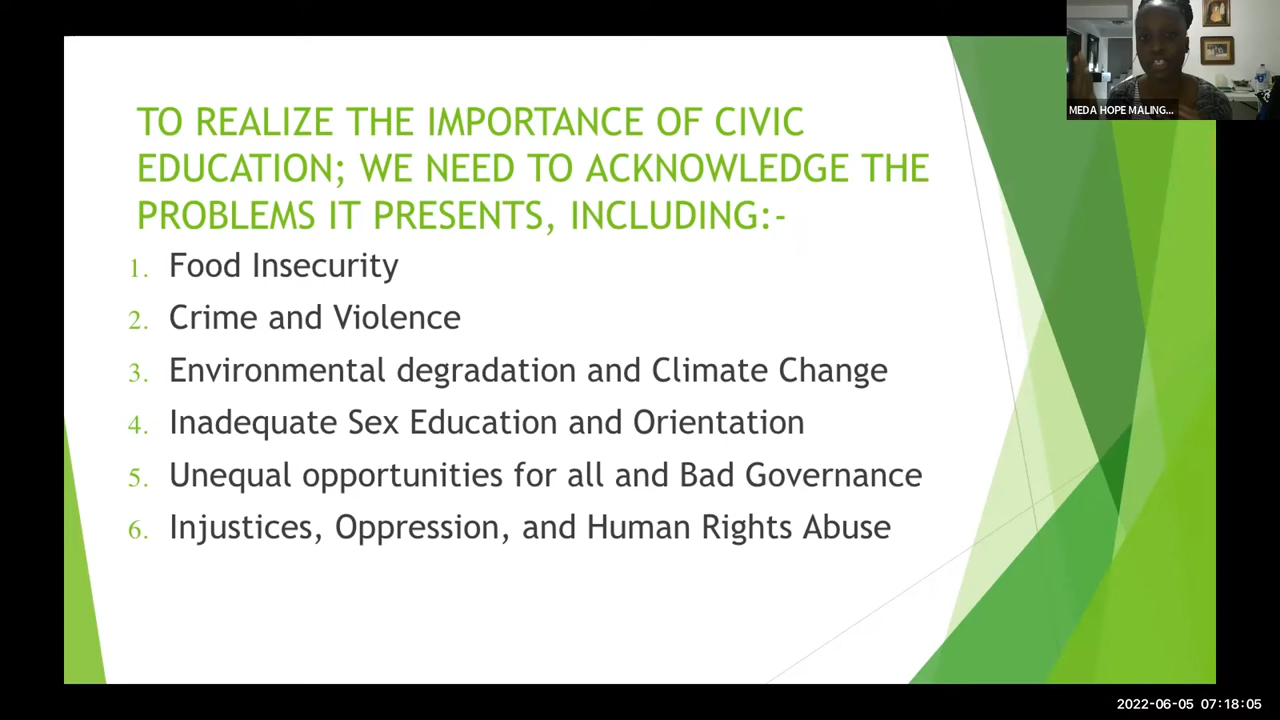 TO REALIZE THE IMPORTANCE OF CIVIC
EDUCATION; WE NEED TO ACKNOWLEDGE THE
PROBLEMS IT PRESENTS, INCLUDING:-
1. Food Insecurity
2. Crime and Violence
3. Environmental degradation and Climate Change
4. Inadequate Sex Education and Orientation
5. Unequal opportunities for all and Bad Governance
6. Injustices, Oppression, and Human Rights Abuse
MEDA HOPE MALING...
2022-06-05 07:18:05